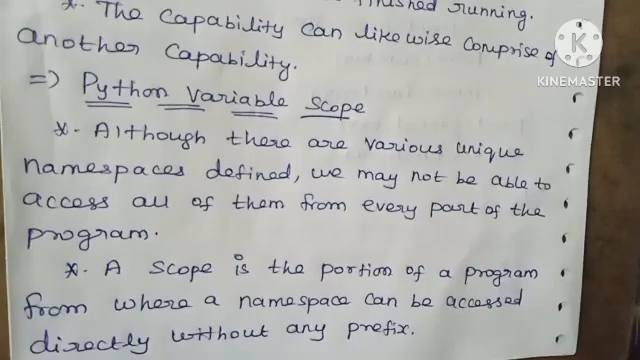 finished running.
*. The capability can likewise comprise of
another capability.
=) Python Variable Scope
*. Although there are various unique
namespaces defined, we may not be able to
access all of them from every part of the
program.
*. A scope is the portion of a program
from where a namespace can be accessed
directly without any prefix.
K
KINEMASTER